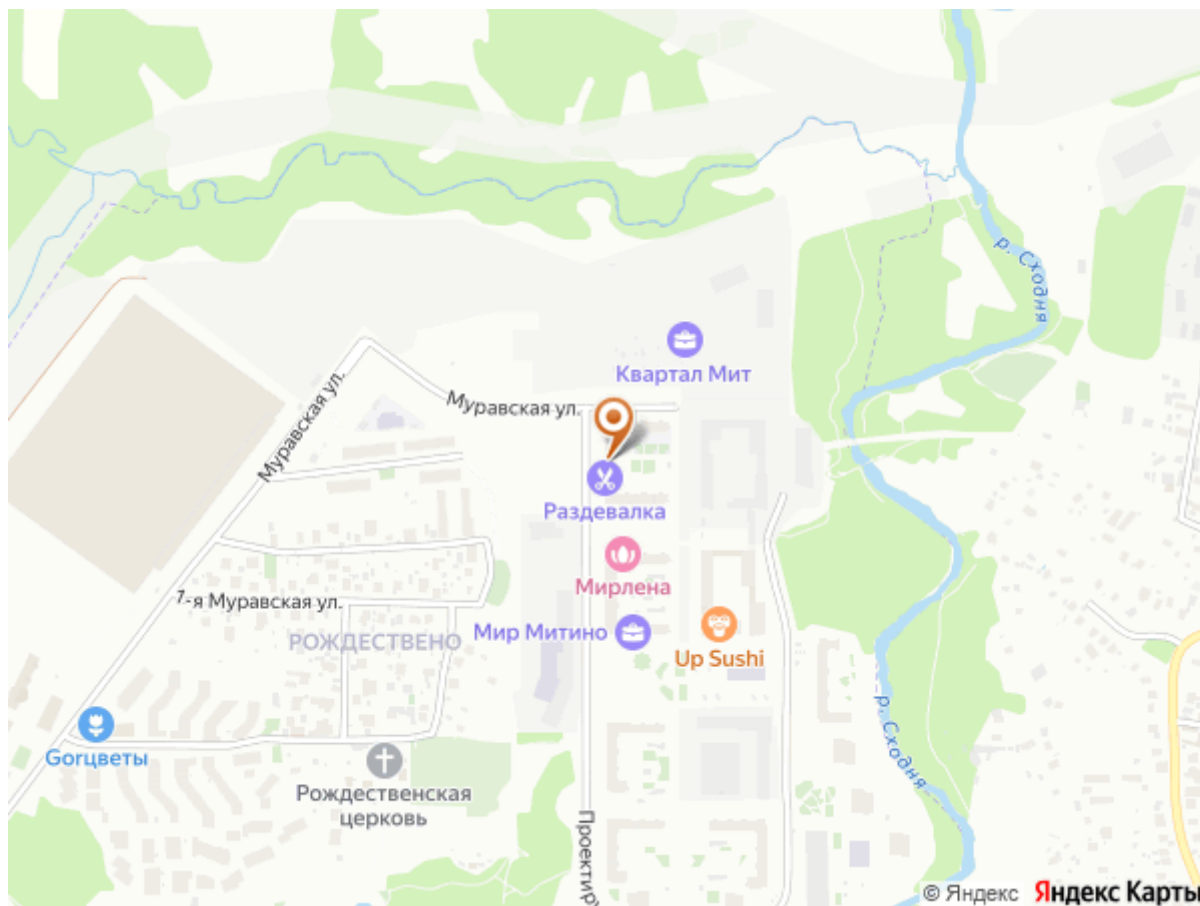 р. Сходня
Квартал Мит
Муравская ул.
Муравская ул.
Раздевалка
Мирлена
7-я Муравская ул.
РОЖДЕСТВЕНО
Мир Митино
Up Sushi
р. Сходня
Gorцветы
Рождественская
церковь
Проектиру
© Яндекс Яндекс Карты